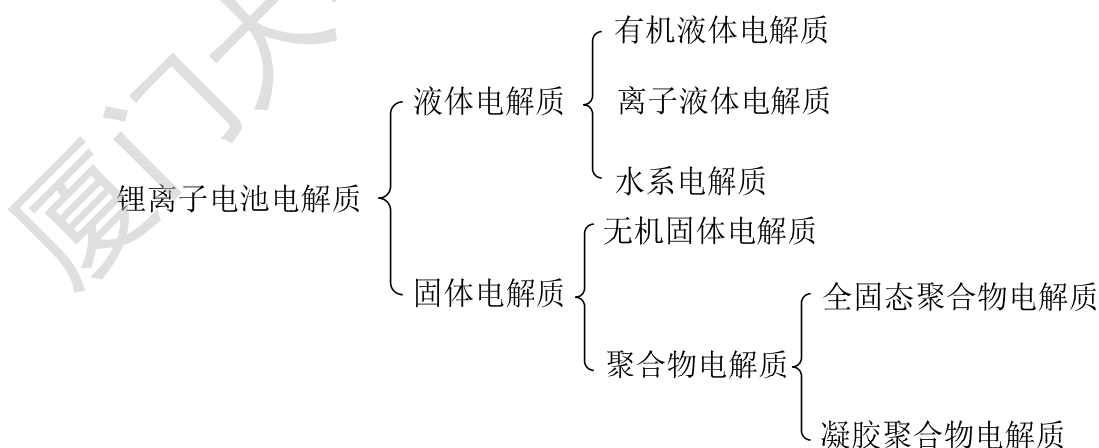 有机液体电解质
液体电解质
离子液体电解质
水系电解质
锂离子电池电解质
无机固体电解质
固体电解质
全固态聚合物电解质
聚合物电解质
凝胶聚合物电解质
厦门大